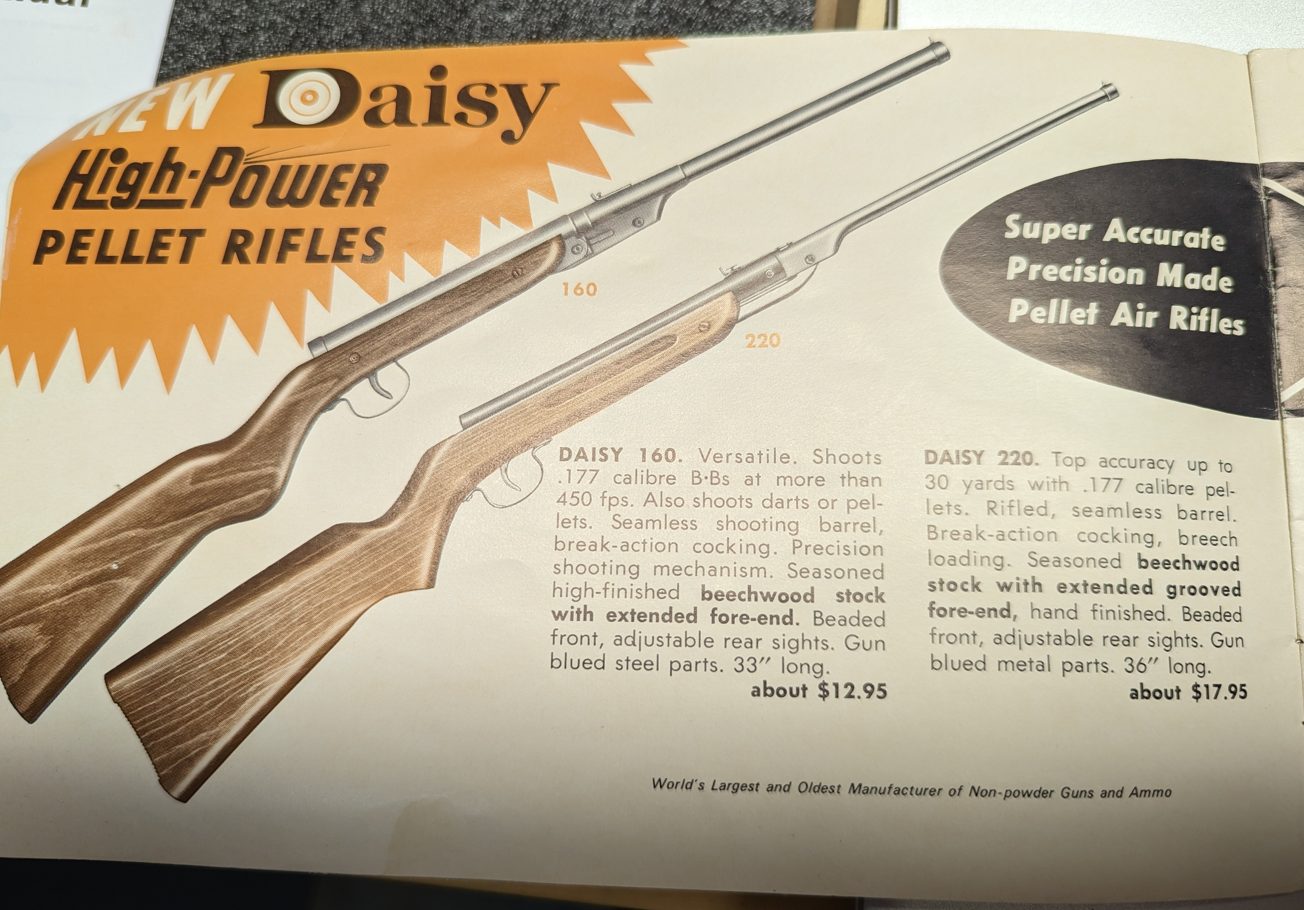 NEW Daisy
High-Power
PELLET RIFLES
160
220
Super Accurate
Precision Made
Pellet Air Rifles
DAISY 160. Versatile. Shoots
.177 calibre B·Bs at more than
450 fps. Also shoots darts or pel-
lets. Seamless shooting barrel,
break-action cocking. Precision
shooting mechanism. Seasoned
high-finished beechwood stock
with extended fore-end. Beaded
front, adjustable rear sights. Gun
blued steel parts. 33" long.
about $12.95
DAISY 220. Top accuracy up to
30 yards with .177 calibre pel-
lets. Rifled, seamless barrel.
Break-action cocking, breech
loading. Seasoned beechwood
stock with extended grooved
fore-end, hand finished. Beaded
front, adjustable rear sights. Gun
blued metal parts. 36" long.
about $17.95
World's Largest and Oldest Manufacturer of Non-powder Guns and Ammo